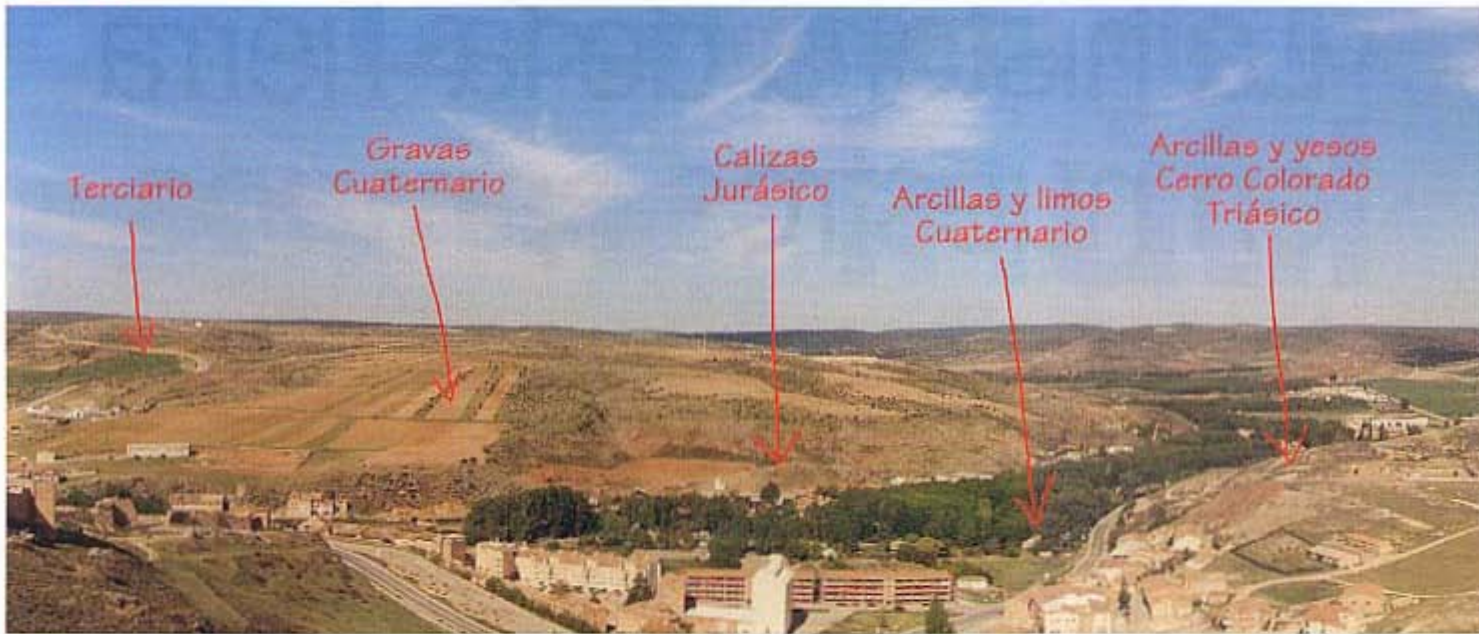 Terciario
Gravas
Cuaternario
Calizas
Jurásico
Arcillas y limos
Cuaternario
Arcillas y yesos
Cerro Colorado
Triásico